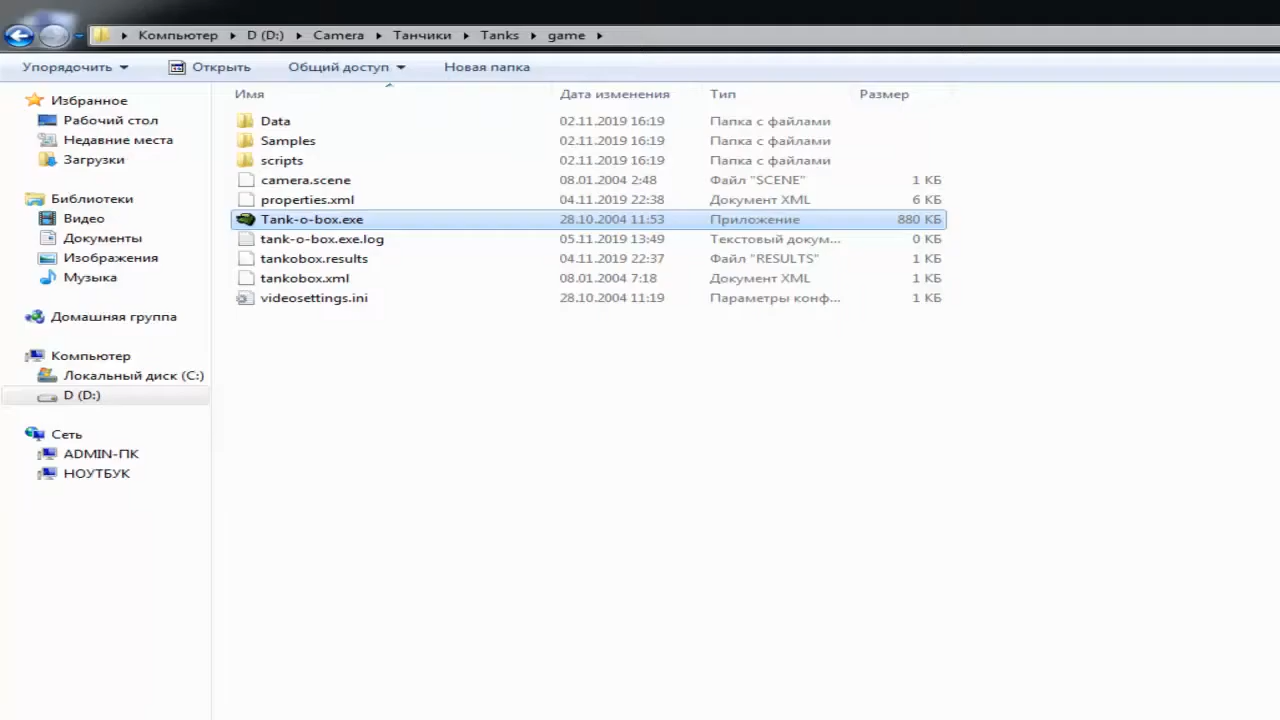 Компьютер D (D:) Camera Танчики Tanks game
Упорядочить Открыть Общий доступ Новая папка
Имя Дата изменения Тип Размер
Избранное
Рабочий стол
Недавние места
Загрузки
Библиотеки
Видео
Документы
Изображения
Музыка
Домашняя группа
Компьютер
Локальный диск (C:)
D (D:)
Сеть
ADMIN-ПК
НОУТБУК
Data 02.11.2019 16:19 Папка с файлами
Samples 02.11.2019 16:19 Папка с файлами
scripts 02.11.2019 16:19 Папка с файлами
camera.scene 08.01.2004 2:48 Файл "SCENE" 1 КБ
properties.xml 04.11.2019 22:38 Документ XML 6 КБ
Tank-o-box.exe 28.10.2004 11:53 Приложение 880 КБ
tank-o-box.exe.log 05.11.2019 13:49 Текстовый докум... 0 КБ
tankobox.results 04.11.2019 22:37 Файл "RESULTS" 1 КБ
tankobox.xml 08.01.2004 7:18 Документ XML 1 КБ
videosettings.ini 28.10.2004 11:19 Параметры конф... 1 КБ